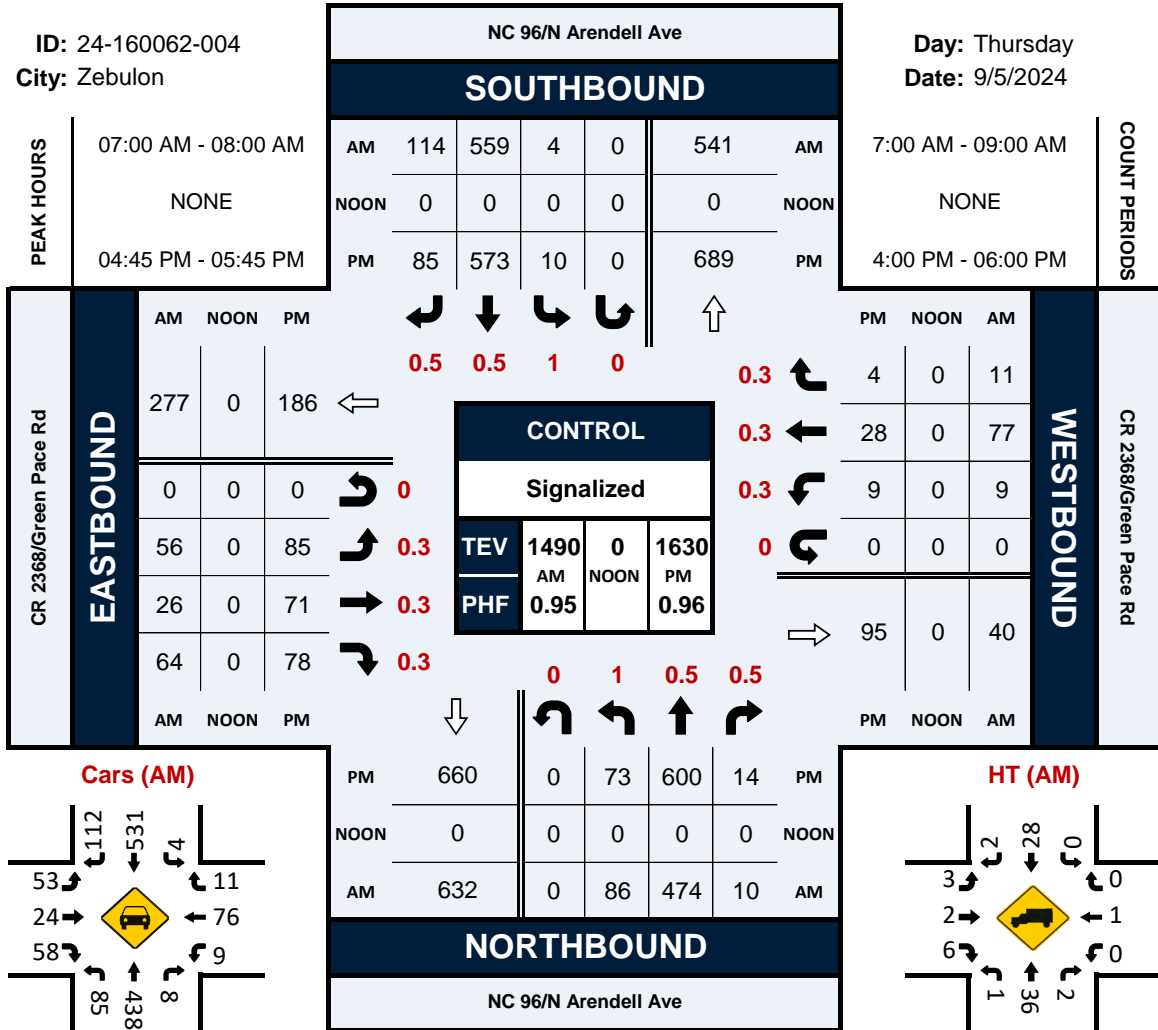 ID: 24-160062-004
City: Zebulon
NC 96/N Arendell Ave
SOUTHBOUND
Day: Thursday
Date: 9/5/2024
PEAK HOURS
07:00 AM - 08:00 AM
NONE
04:45 PM - 05:45 PM
AM 114 559 4 0 541 AM
NOON 0 0 0 0 0 NOON
PM 85 573 10 0 689 PM
7:00 AM - 09:00 AM
NONE
4:00 PM - 06:00 PM
COUNT PERIODS
0.5 0.5 1 0
CR 2368/Green Pace Rd
EASTBOUND
AM NOON PM
277 0 186
0 0 0 0
56 0 85 0.3
26 0 71 0.3
64 0 78 0.3
AM NOON PM
CONTROL
Signalized
TEV 1490 0 1630
AM NOON PM
PHF 0.95 0.96
PM NOON AM
0.3 4 0 11
0.3 28 0 77
0.3 9 0 9
0 0 0 0
95 0 40
PM NOON AM
WESTBOUND
CR 2368/Green Pace Rd
0 1 0.5 0.5
PM 660 0 73 600 14 PM
NOON 0 0 0 0 0 NOON
AM 632 0 86 474 10 AM
NORTHBOUND
NC 96/N Arendell Ave
Cars (AM)
112 531 4
53 11
24 76
58 9
85 438 8
HT (AM)
2 28 0
3 0
2 1
6 0
1 36 2